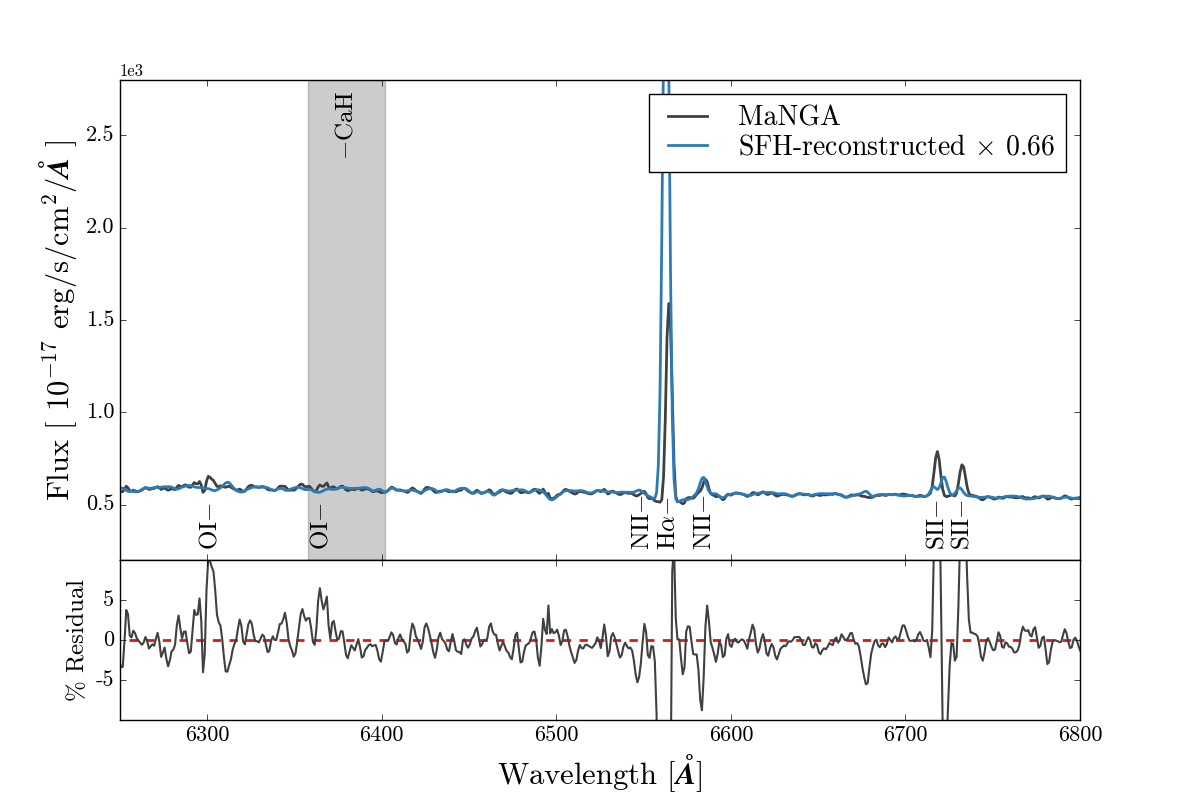 1e3
MaNGA
SFH-reconstructed × 0.66
–CaH
Flux [ 10⁻¹⁷ erg/s/cm²/Å ]
2.5
2.0
1.5
1.0
0.5
OI–
OI–
NII–
Hα–
NII–
SII–
SII–
% Residual
5
0
-5
6300 6400 6500 6600 6700 6800
Wavelength [Å]